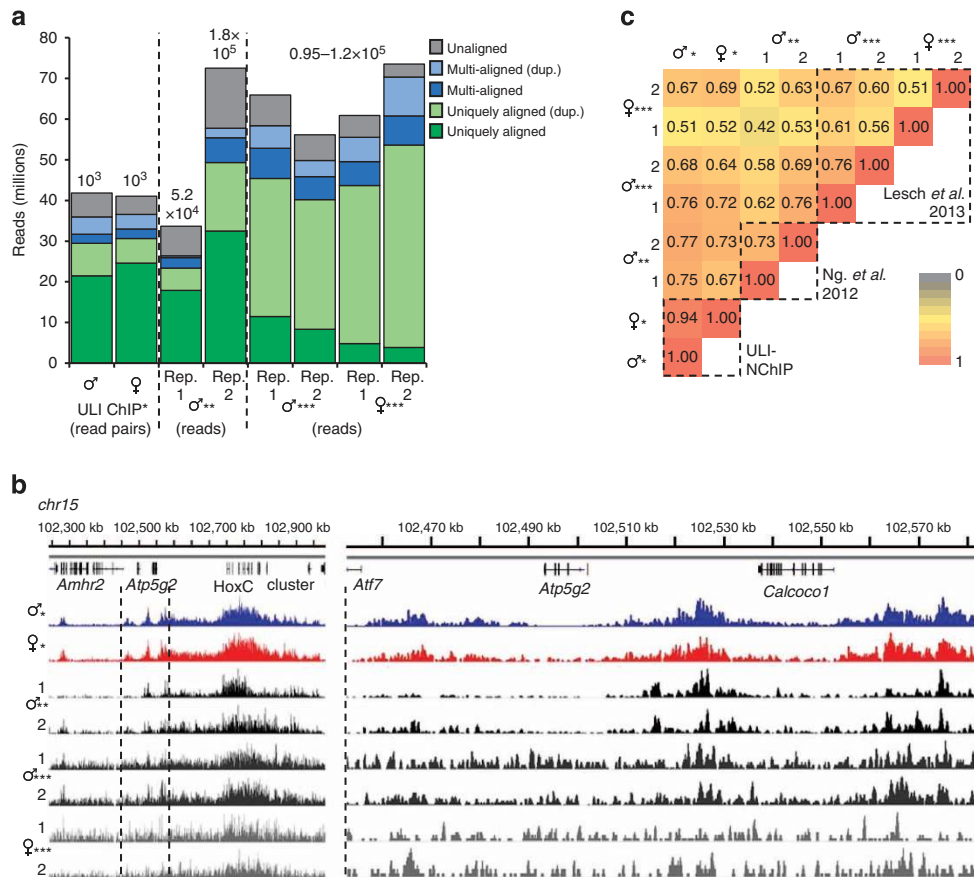 a
80
70
60
50
40
30
20
10
0
Reads (millions)
10³
10³
5.2
×10⁴
1.8×
10⁵
0.95–1.2×10⁵
Unaligned
Multi-aligned (dup.)
Multi-aligned
Uniquely aligned (dup.)
Uniquely aligned
♂ ♀
Rep. 1 Rep. 2 Rep. 1 Rep. 2 Rep. 1 Rep. 2
ULI ChIP* ♂** ♂*** ♀***
(read pairs) (reads) (reads)
c
♂* ♀* ♂** ♂*** ♀***
1 2 1 2 1 2
♀*** 2 0.67 0.69 0.52 0.63 0.67 0.60 0.51 1.00
1 0.51 0.52 0.42 0.53 0.61 0.56 1.00
♂*** 2 0.68 0.64 0.58 0.69 0.76 1.00
1 0.76 0.72 0.62 0.76 1.00
Lesch et al.
2013
♂** 2 0.77 0.73 0.73 1.00
1 0.75 0.67 1.00
Ng. et al.
2012
♀* 0.94 1.00
♂* 1.00
ULI-
NChIP
0
1
b
chr15
102,300 kb 102,500 kb 102,700 kb 102,900 kb
102,470 kb 102,490 kb 102,510 kb 102,530 kb 102,550 kb 102,570 kb
Amhr2 Atp5g2 HoxC cluster
Atf7 Atp5g2 Calcoco1
♂*
♀*
1
♂**
2
1
♂***
2
1
♀***
2